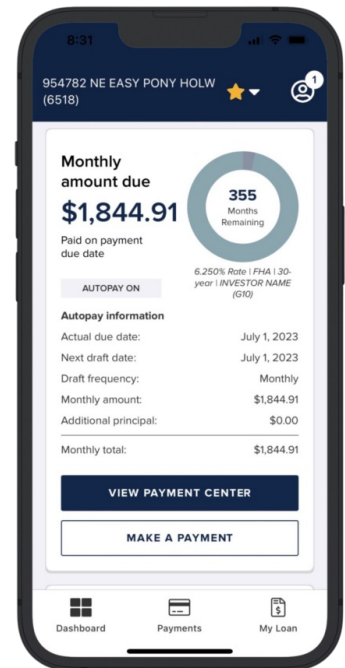 8:31
954782 NE EASY PONY HOLW
(6518)
1
Monthly
amount due
$1,844.91
Paid on payment
due date
AUTOPAY ON
355
Months
Remaining
6.250% Rate | FHA | 30-
year | INVESTOR NAME
(G10)
Autopay information
Actual due date: July 1, 2023
Next draft date: July 1, 2023
Draft frequency: Monthly
Monthly amount: $1,844.91
Additional principal: $0.00
Monthly total: $1,844.91
VIEW PAYMENT CENTER
MAKE A PAYMENT
$
Dashboard Payments My Loan